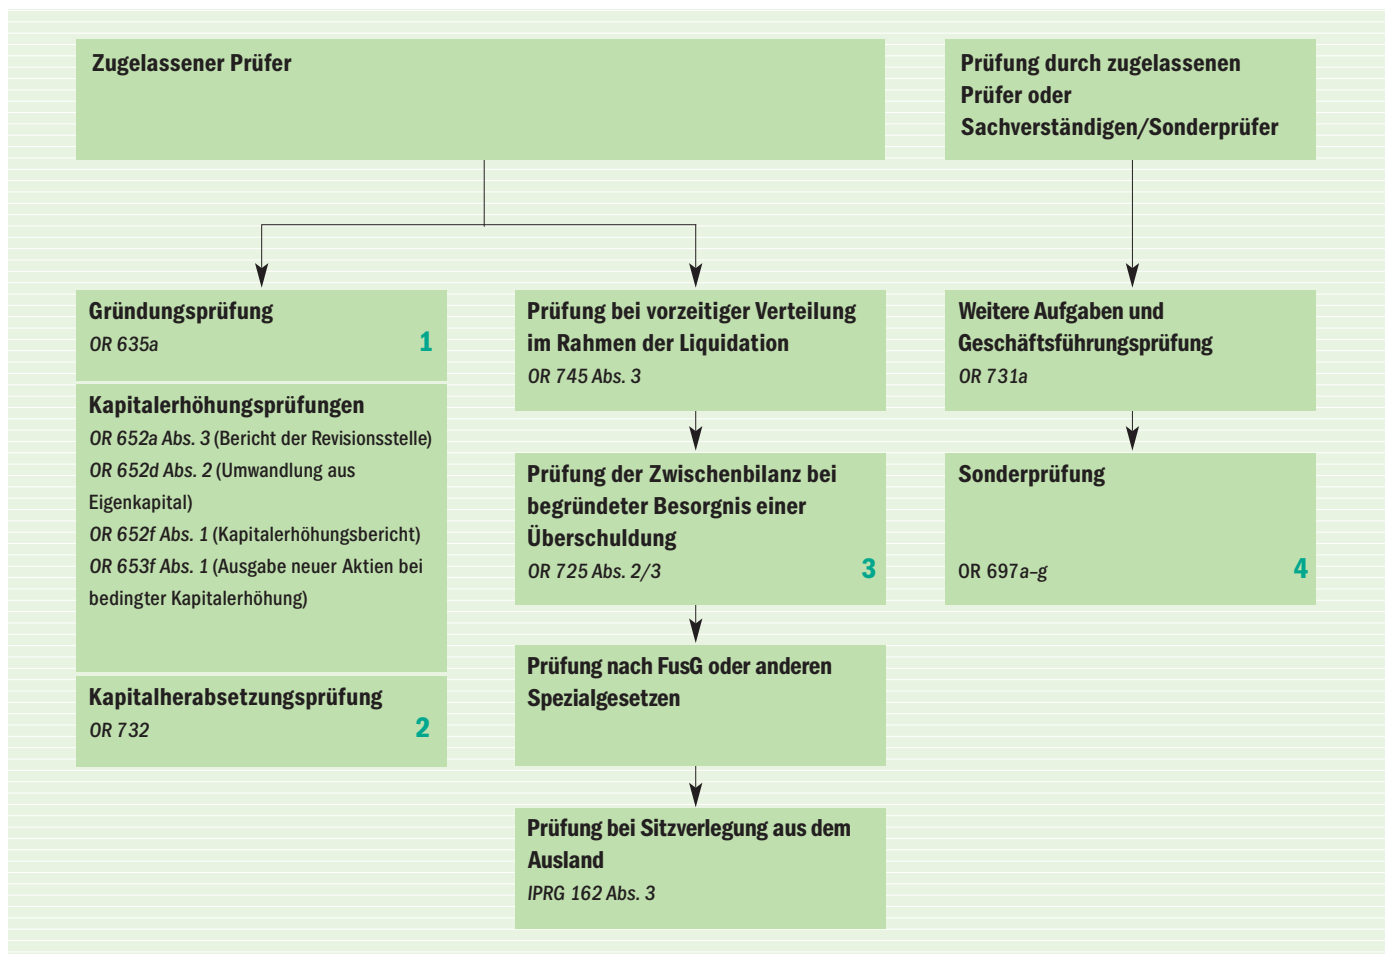 Zugelassener Prüfer
Prüfung durch zugelassenen
Prüfer oder
Sachverständigen/Sonderprüfer
Gründungsprüfung
OR 635a
1
Kapitalerhöhungsprüfungen
OR 652a Abs. 3 (Bericht der Revisionsstelle)
OR 652d Abs. 2 (Umwandlung aus
Eigenkapital)
OR 652f Abs. 1 (Kapitalerhöhungsbericht)
OR 653f Abs. 1 (Ausgabe neuer Aktien bei
bedingter Kapitalerhöhung)
Kapitalherabsetzungsprüfung
OR 732
2
Prüfung bei vorzeitiger Verteilung
im Rahmen der Liquidation
OR 745 Abs. 3
Prüfung der Zwischenbilanz bei
begründeter Besorgnis einer
Überschuldung
OR 725 Abs. 2/3
3
Prüfung nach FusG oder anderen
Spezialgesetzen
Prüfung bei Sitzverlegung aus dem
Ausland
IPRG 162 Abs. 3
Weitere Aufgaben und
Geschäftsführungsprüfung
OR 731a
Sonderprüfung
OR 697a–g
4